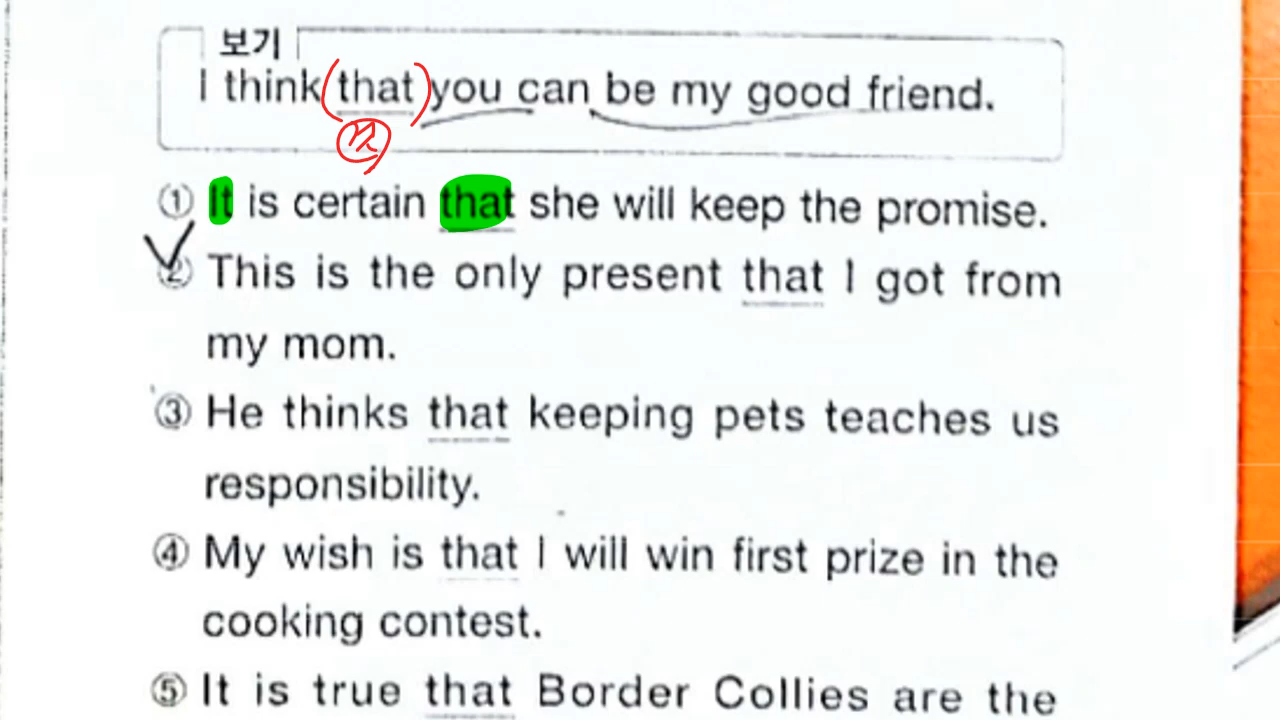 보기
I think (that) you can be my good friend.
것
① It is certain that she will keep the promise.
② This is the only present that I got from
my mom.
③ He thinks that keeping pets teaches us
responsibility.
④ My wish is that I will win first prize in the
cooking contest.
⑤ It is true that Border Collies are the